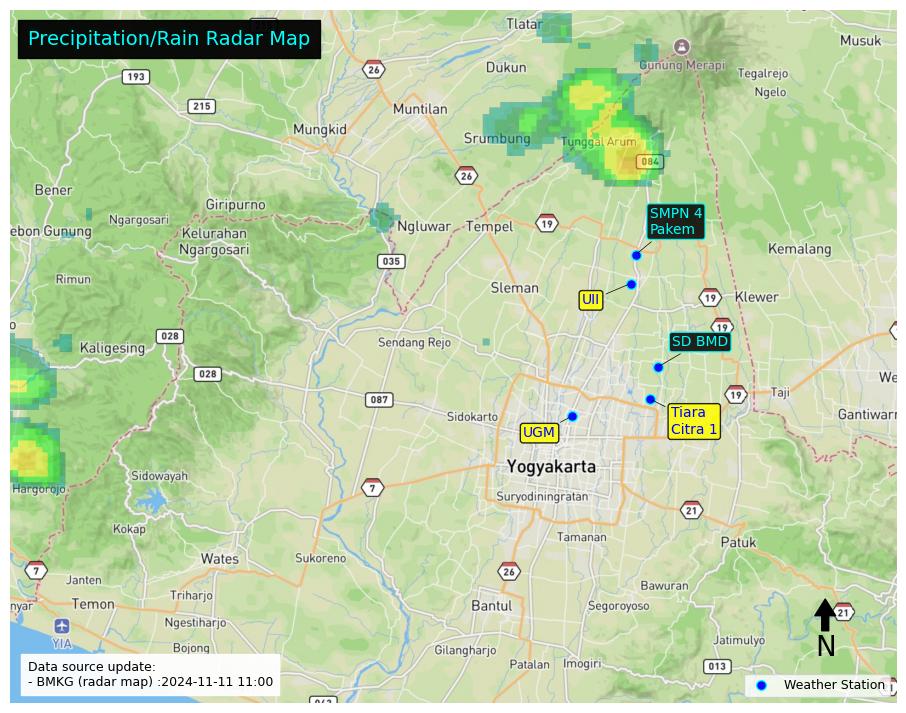 Precipitation/Rain Radar Map
Tlatar
Musuk
26
Dukun
Gunung Merapi
Tegalrejo
193
Ngelo
215
Muntilan
Mungkid
Srumbung
Tunggal Arum
084
26
Bener
Giripurno
SMPN 4
Pakem
Ngargosari
ebon Gunung
Kelurahan
Ngargosari
Ngluwar
Tempel
26
Kemalang
035
Rimun
Sleman
UII
19
Klewer
19
028
Kaligesing
Sendang Rejo
SD BMD
028
We
087
19
Taji
Sidokarto
Tiara
Citra 1
Gantiwarn
UGM
Yogyakarta
Sidowayah
Hargorojo
7
Suryodiningratan
21
Kokap
Tamanan
Patuk
Wates
Sukoreno
7
26
Janten
Bawuran
nyar
Temon
Triharjo
Bantul
Segoroyoso
21
Ngestiharjo
YIA
Bojong
Gilangharjo
Jatimulyo
N
Patalan
Imogiri
013
Data source update:
- BMKG (radar map) :2024-11-11 11:00
Weather Station